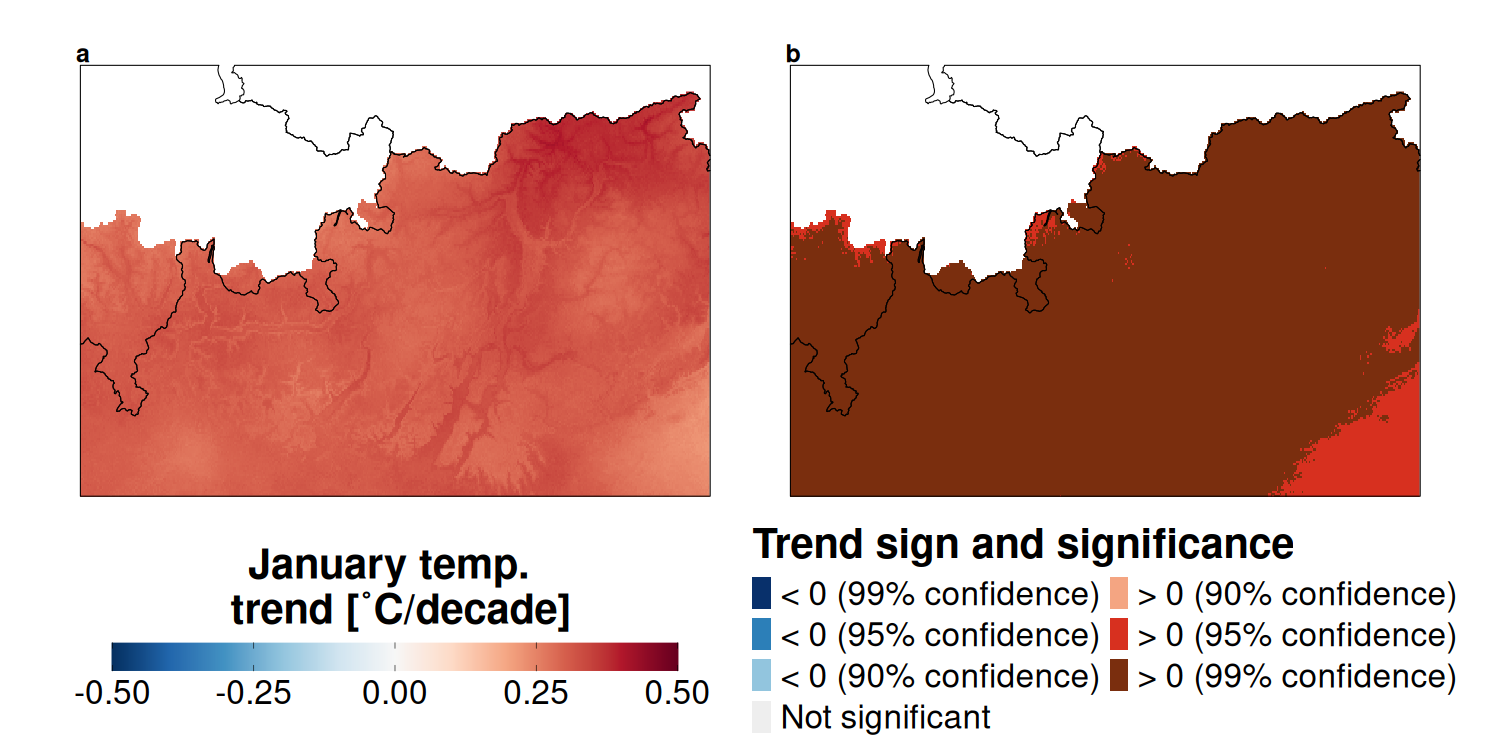 a
b
January temp.
trend [˚C/decade]
-0.50 -0.25 0.00 0.25 0.50
Trend sign and significance
< 0 (99% confidence) > 0 (90% confidence)
< 0 (95% confidence) > 0 (95% confidence)
< 0 (90% confidence) > 0 (99% confidence)
Not significant